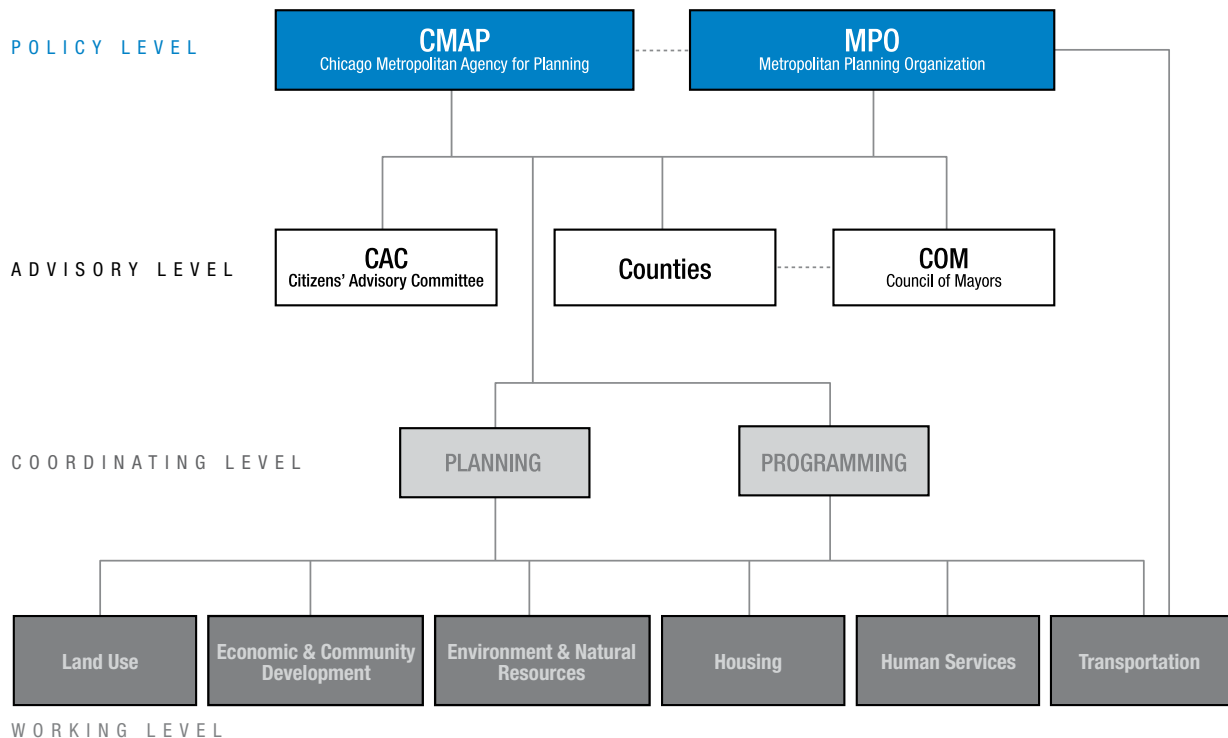 POLICY LEVEL
CMAP
Chicago Metropolitan Agency for Planning
MPO
Metropolitan Planning Organization
ADVISORY LEVEL
CAC
Citizens’ Advisory Committee
Counties
COM
Council of Mayors
COORDINATING LEVEL
PLANNING
PROGRAMMING
Land Use
Economic & Community
Development
Environment & Natural
Resources
Housing
Human Services
Transportation
WORKING LEVEL